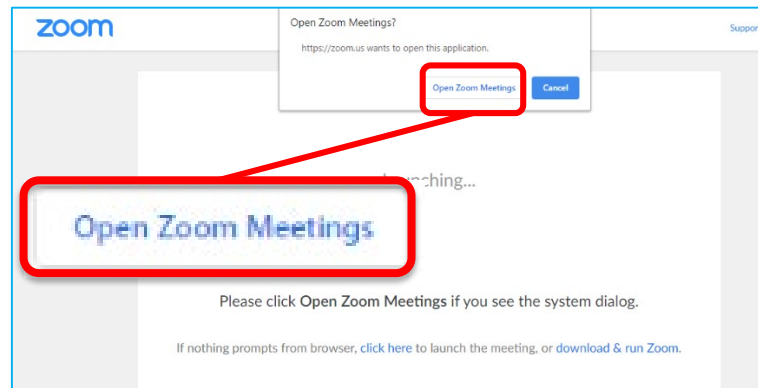 zoom
Open Zoom Meetings?
Suppor
https://zoom.us wants to open this application.
Open Zoom Meetings
Cancel
ching...
Open Zoom Meetings
Please click Open Zoom Meetings if you see the system dialog.
If nothing prompts from browser, click here to launch the meeting, or download & run Zoom.